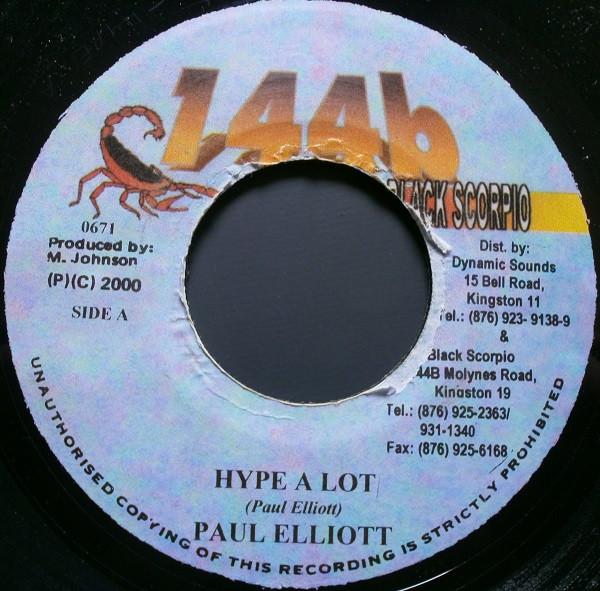 144b
BLACK SCORPIO
0671
Produced by:
M. Johnson
(P)(C) 2000
SIDE A
Dist. by:
Dynamic Sounds
15 Bell Road,
Kingston 11
Tel.: (876) 923- 9138-9
&
Black Scorpio
44B Molynes Road,
Kingston 19
Tel.: (876) 925-2363/
931-1340
Fax: (876) 925-6168
HYPE A LOT
(Paul Elliott)
PAUL ELLIOTT
UNAUTHORISED COPYING OF THIS RECORDING IS STRICTLY PROHIBITED